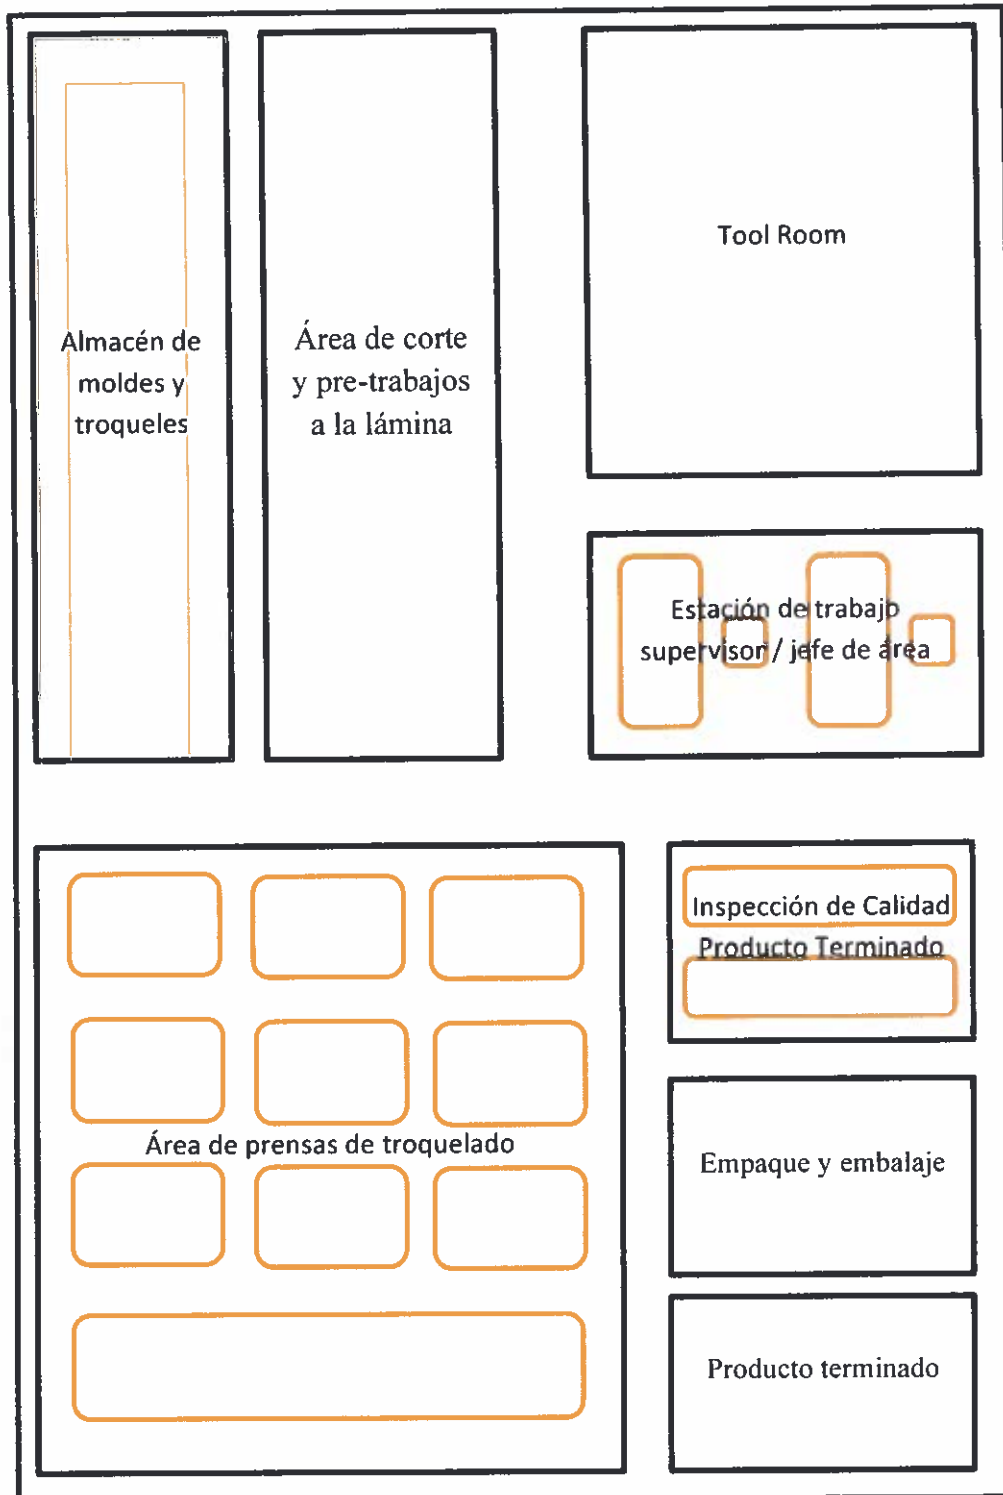 Almacén de
moldes y
troqueles
Área de corte
y pre-trabajos
a la lámina
Tool Room
Estación de trabajo
supervisor / jefe de área
Área de prensas de troquelado
Inspección de Calidad
Producto Terminado
Empaque y embalaje
Producto terminado